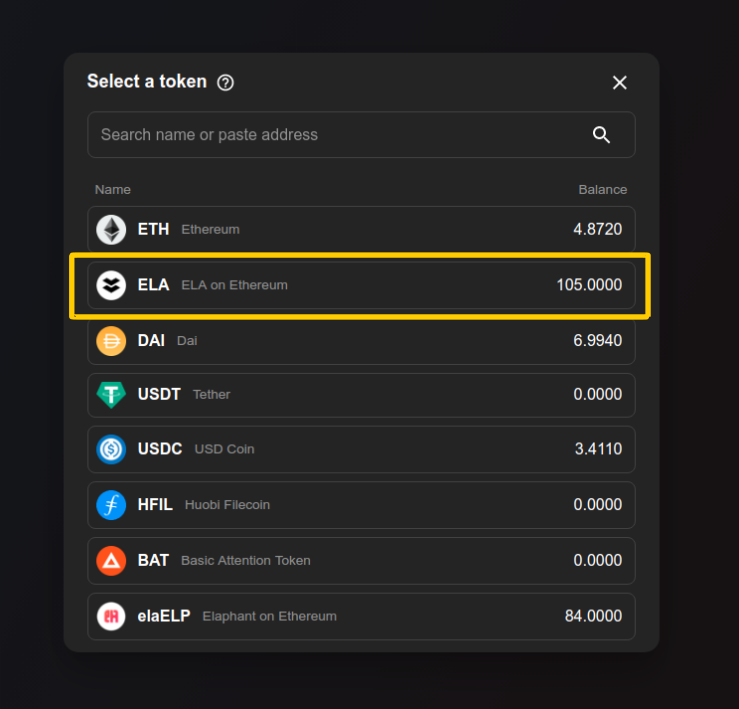 Select a token
Search name or paste address
Name Balance
ETH Ethereum 4.8720
ELA ELA on Ethereum 105.0000
DAI Dai 6.9940
USDT Tether 0.0000
USDC USD Coin 3.4110
HFIL Huobi Filecoin 0.0000
BAT Basic Attention Token 0.0000
elaELP Elaphant on Ethereum 84.0000